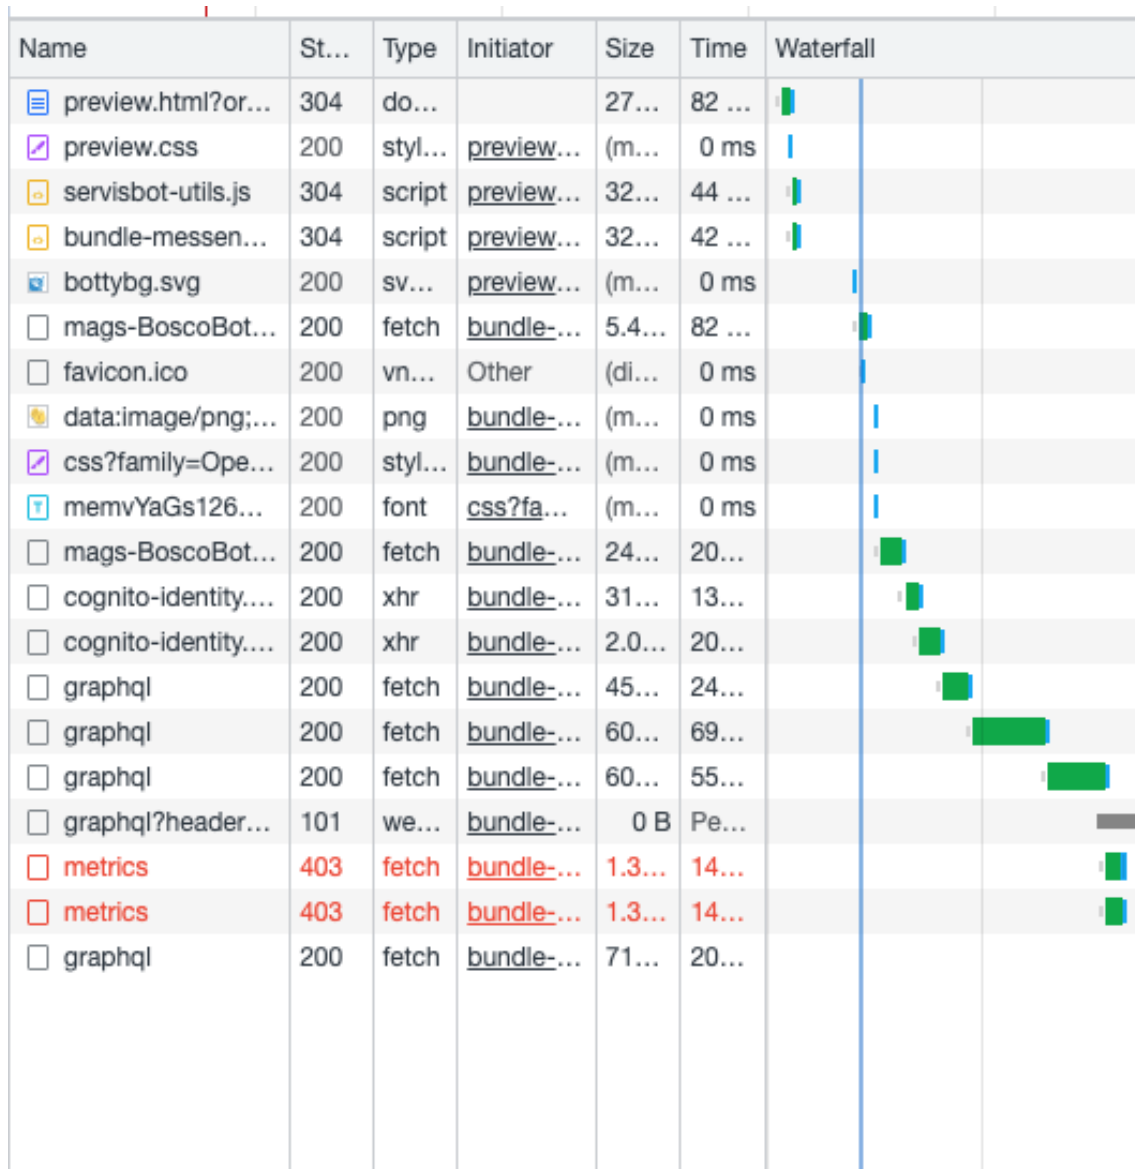 Name St... Type Initiator Size Time Waterfall
preview.html?or... 304 do... 27... 82 ...
preview.css 200 styl... preview... (m... 0 ms
servisbot-utils.js 304 script preview... 32... 44 ...
bundle-messen... 304 script preview... 32... 42 ...
bottybg.svg 200 sv... preview... (m... 0 ms
mags-BoscoBot... 200 fetch bundle-... 5.4... 82 ...
favicon.ico 200 vn... Other (di... 0 ms
data:image/png;... 200 png bundle-... (m... 0 ms
css?family=Ope... 200 styl... bundle-... (m... 0 ms
memvYaGs126... 200 font css?fa... (m... 0 ms
mags-BoscoBot... 200 fetch bundle-... 24... 20...
cognito-identity.... 200 xhr bundle-... 31... 13...
cognito-identity.... 200 xhr bundle-... 2.0... 20...
graphql 200 fetch bundle-... 45... 24...
graphql 200 fetch bundle-... 60... 69...
graphql 200 fetch bundle-... 60... 55...
graphql?header... 101 we... bundle-... 0 B Pe...
metrics 403 fetch bundle-... 1.3... 14...
metrics 403 fetch bundle-... 1.3... 14...
graphql 200 fetch bundle-... 71... 20...